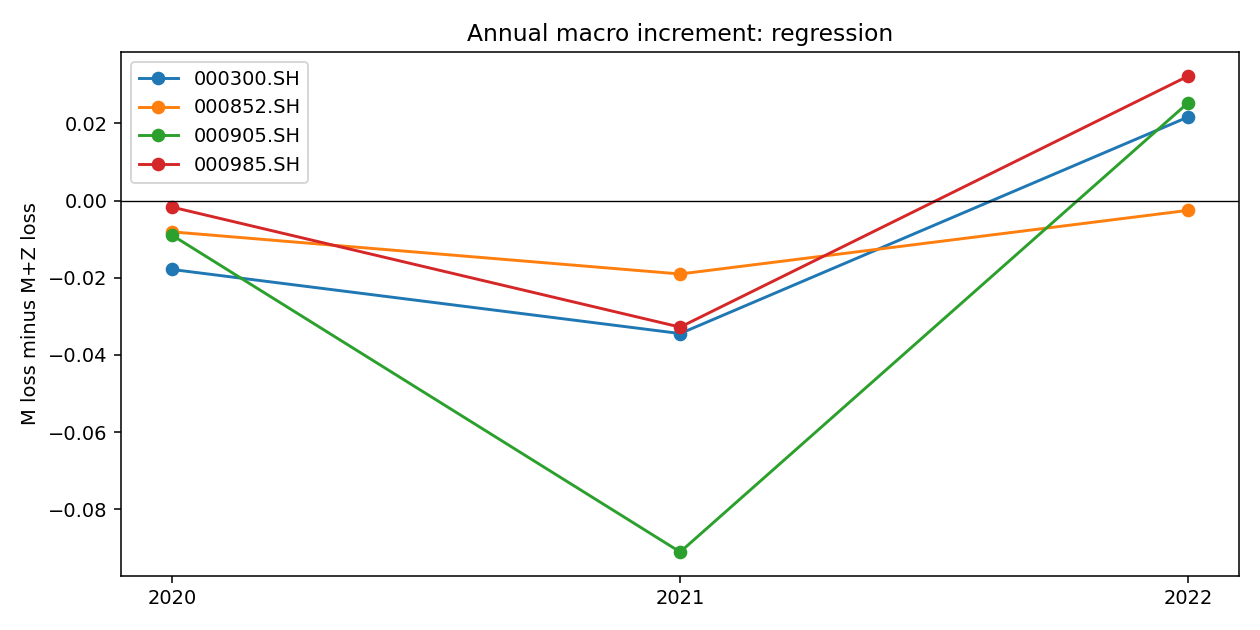 Annual macro increment: regression
000300.SH
000852.SH
000905.SH
000985.SH
M loss minus M+Z loss
0.02
0.00
−0.02
−0.04
−0.06
−0.08
2020
2021
2022